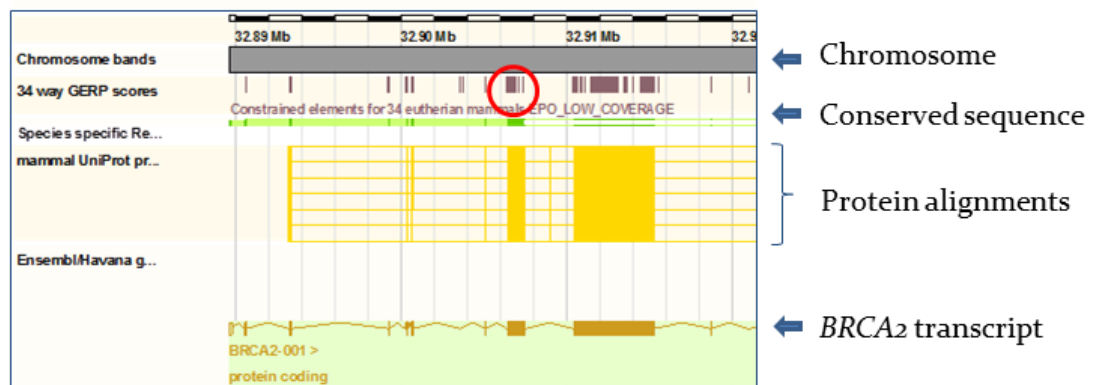 32.89 Mb 32.90 Mb 32.91 Mb 32.9
Chromosome bands
Chromosome
34 way GERP scores
Constrained elements for 34 eutherian mammals EPO_LOW_COVERAGE
Conserved sequence
Species specific Re...
mammal UniProt pr...
Protein alignments
Ensembl/Havana g...
BRCA2 transcript
BRCA2-001 >
protein coding